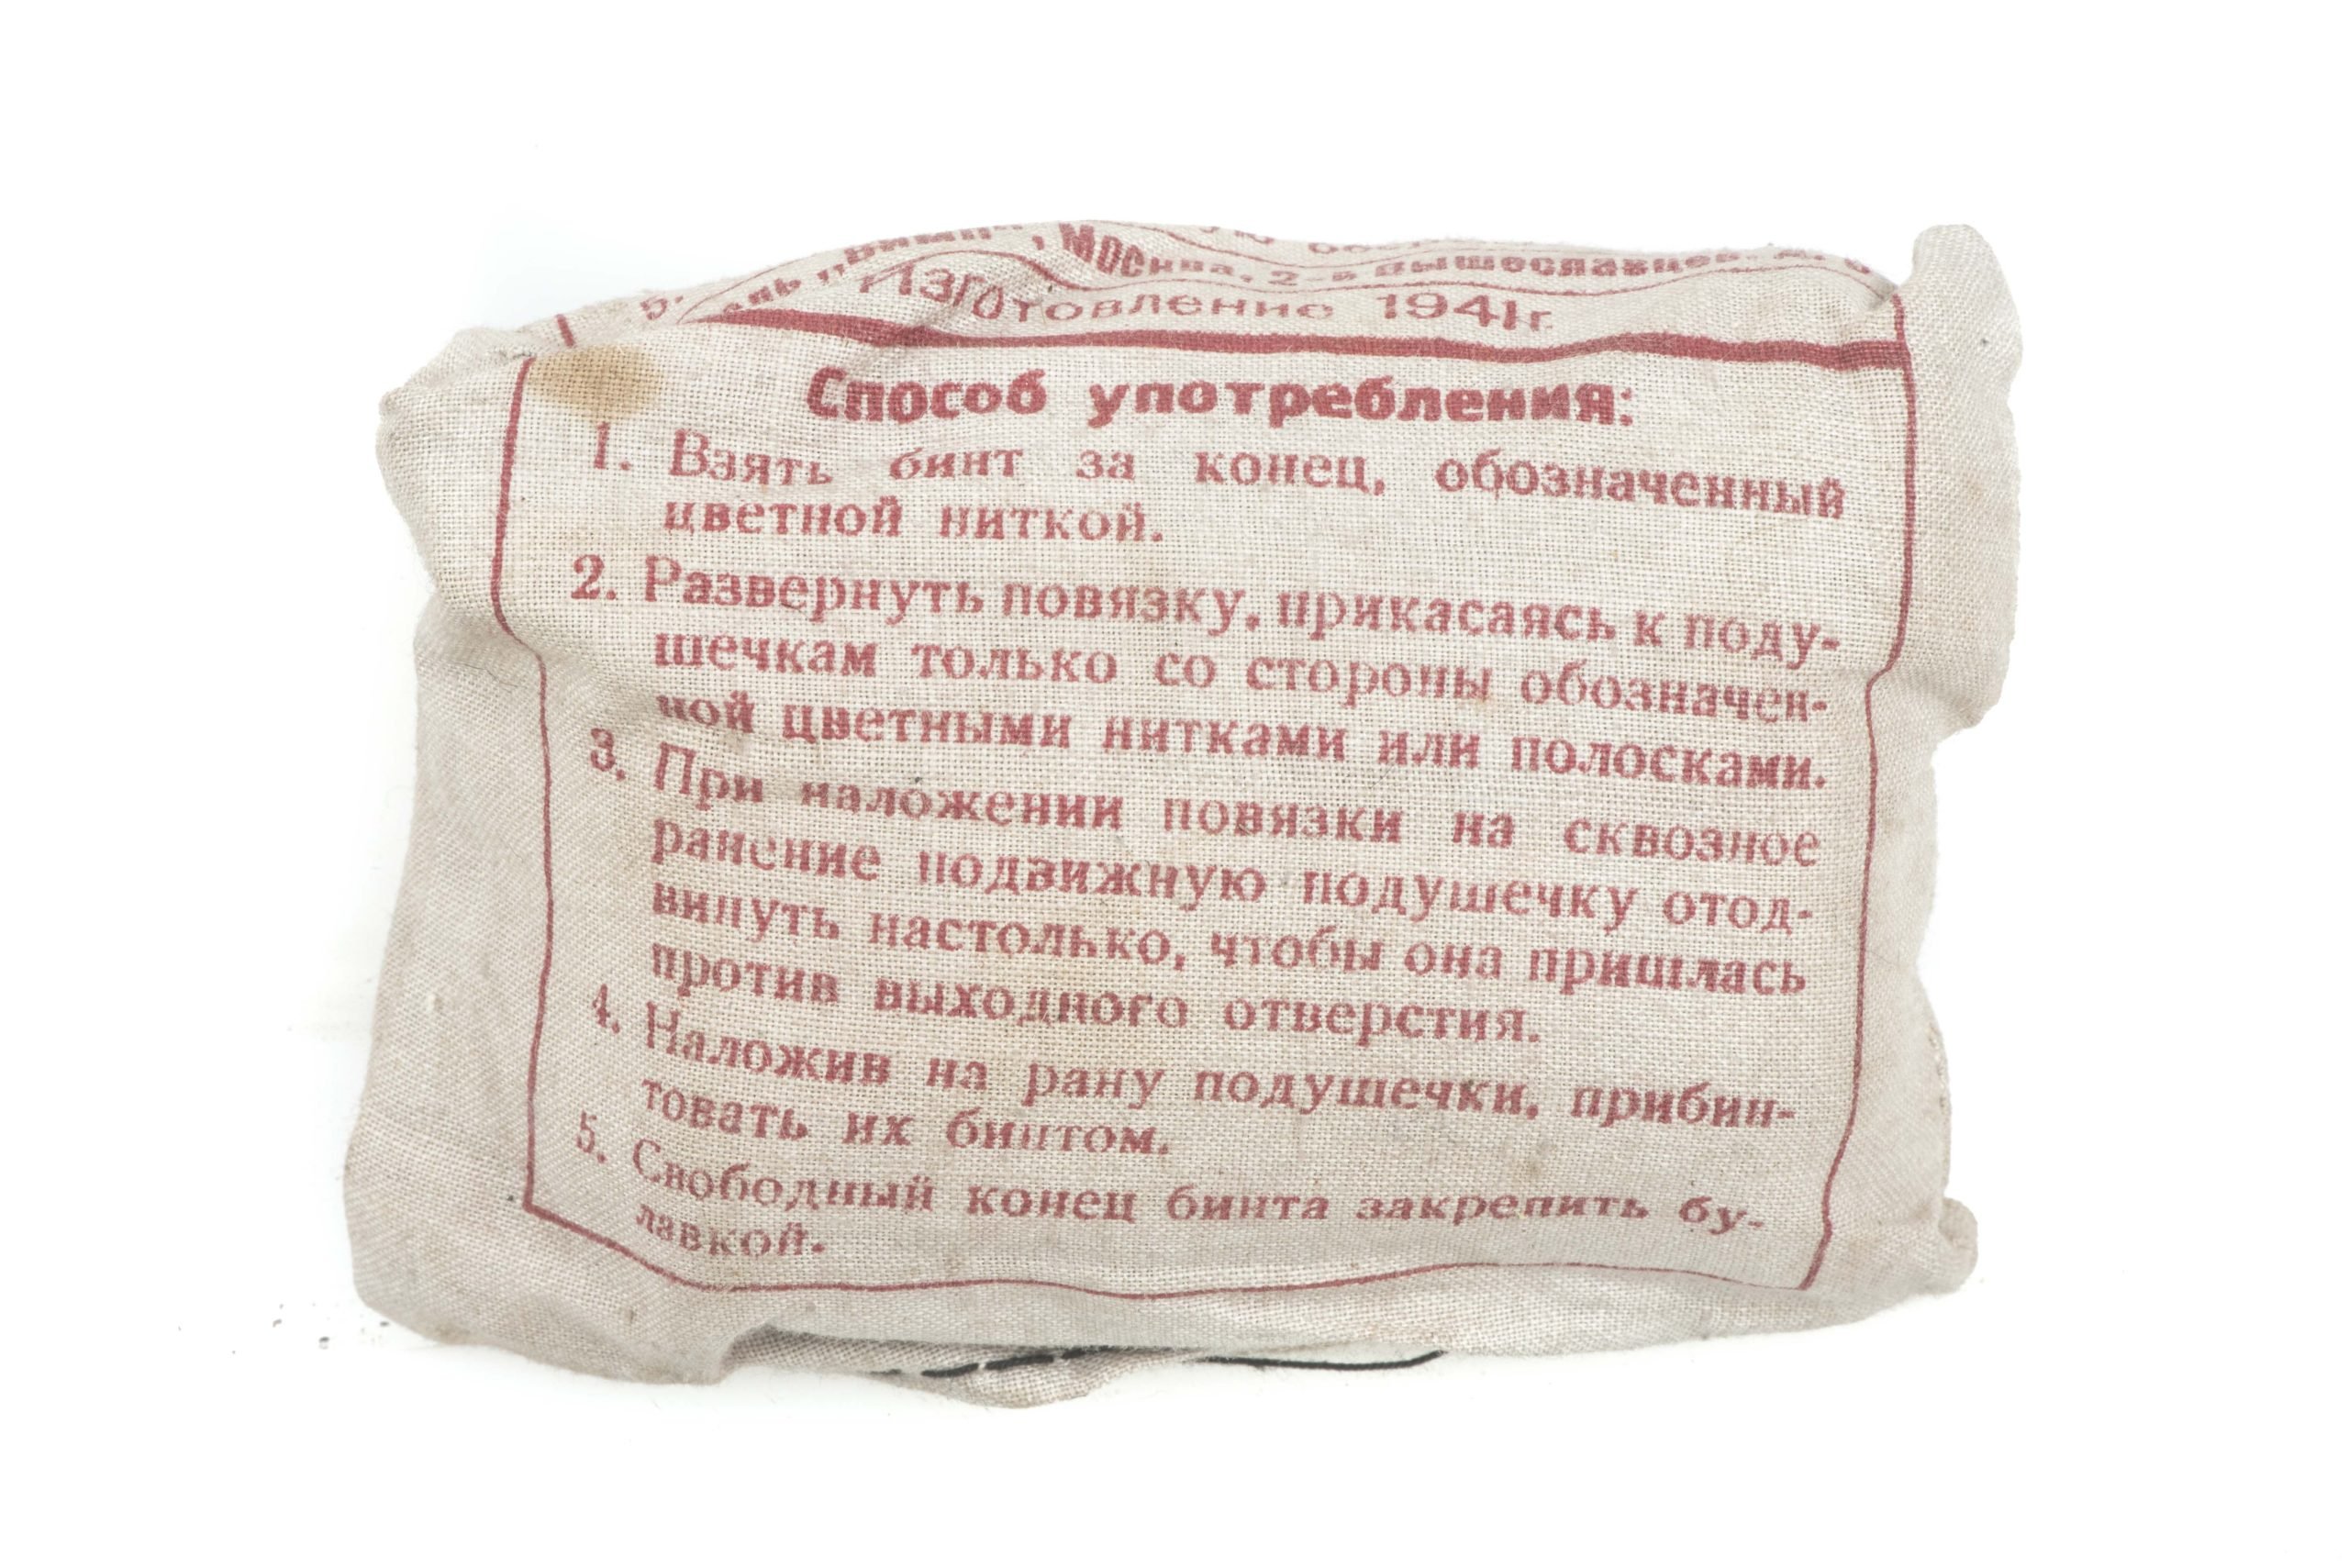 Москва, 2-й Вышеславцев.
Изготовление 1941г.
Способ употребления:
1. Взять бинт за конец, обозначенный
цветной ниткой.
2. Развернуть повязку, прикасаясь к поду-
шечкам только со стороны обозначен-
ной цветными нитками или полосками.
3. При наложении повязки на сквозное
ранение подвижную подушечку отод-
винуть настолько, чтобы она пришлась
против выходного отверстия.
4. Наложив на рану подушечки, прибин-
товать их бинтом.
5. Свободный конец бинта закрепить бу-
лавкой.